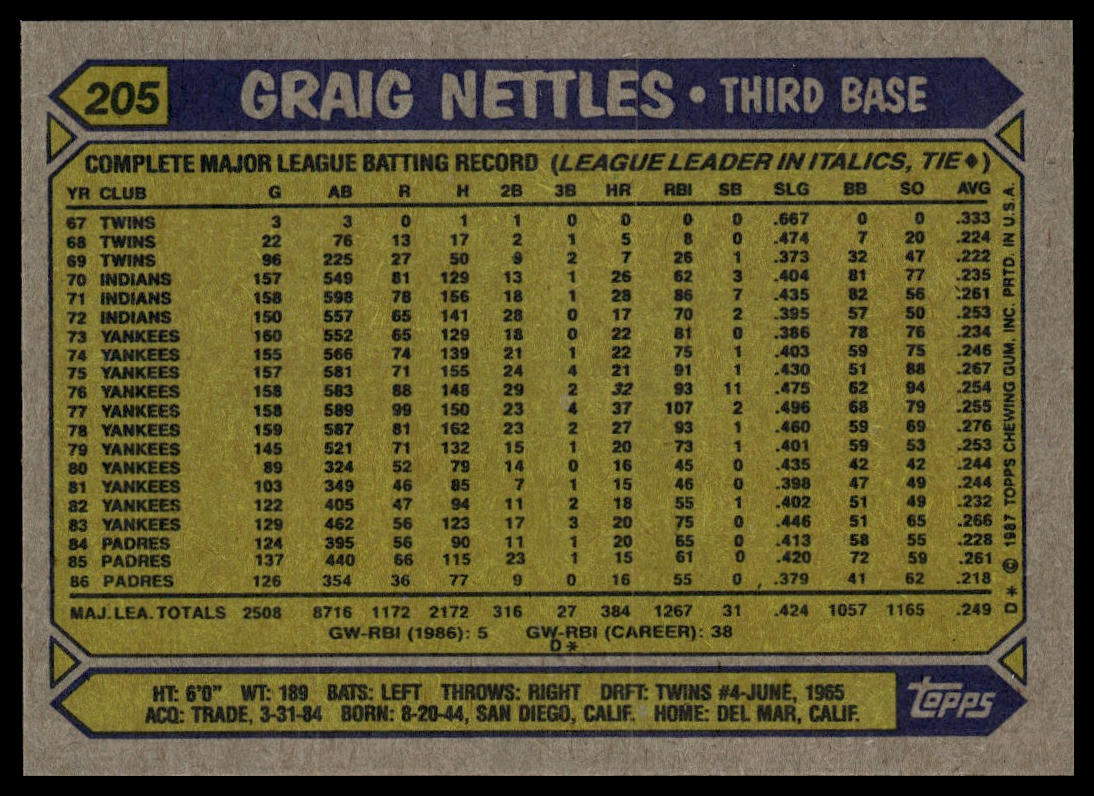 205 GRAIG NETTLES • THIRD BASE
COMPLETE MAJOR LEAGUE BATTING RECORD (LEAGUE LEADER IN ITALICS, TIE♦)
YR CLUB G AB R H 2B 3B HR RBI SB SLG BB SO AVG
67 TWINS 3 3 0 1 1 0 0 0 0 .667 0 0 .333
68 TWINS 22 76 13 17 2 1 5 8 0 .474 7 20 .224
69 TWINS 96 225 27 50 9 2 7 26 1 .373 32 47 .222
70 INDIANS 157 549 81 129 13 1 26 62 3 .404 81 77 .235
71 INDIANS 158 598 78 156 18 1 28 86 7 .435 82 56 .261
72 INDIANS 150 557 65 141 28 0 17 70 2 .395 57 50 .253
73 YANKEES 160 552 65 129 18 0 22 81 0 .386 78 76 .234
74 YANKEES 155 566 74 139 21 1 22 75 1 .403 59 75 .246
75 YANKEES 157 581 71 155 24 4 21 91 1 .430 51 88 .267
76 YANKEES 158 583 88 148 29 2 32 93 11 .475 62 94 .254
77 YANKEES 158 589 99 150 23 4 37 107 2 .496 68 79 .255
78 YANKEES 159 587 81 162 23 2 27 93 1 .460 59 69 .276
79 YANKEES 145 521 71 132 15 1 20 73 1 .401 59 53 .253
80 YANKEES 89 324 52 79 14 0 16 45 0 .435 42 42 .244
81 YANKEES 103 349 46 85 7 1 15 46 0 .398 47 49 .244
82 YANKEES 122 405 47 94 11 2 18 55 1 .402 51 49 .232
83 YANKEES 129 462 56 123 17 3 20 75 0 .446 51 65 .266
84 PADRES 124 395 56 90 11 1 20 65 0 .413 58 55 .228
85 PADRES 137 440 66 115 23 1 15 61 0 .420 72 59 .261
86 PADRES 126 354 36 77 9 0 16 55 0 .379 41 62 .218
MAJ. LEA. TOTALS 2508 8716 1172 2172 316 27 384 1267 31 .424 1057 1165 .249
GW-RBI (1986): 5 GW-RBI (CAREER): 38
D*
D* © 1987 TOPPS CHEWING GUM, INC. PRTD. IN U.S.A.
HT: 6'0" WT: 189 BATS: LEFT THROWS: RIGHT DRFT: TWINS #4-JUNE, 1965
ACQ: TRADE, 3-31-84 BORN: 8-20-44, SAN DIEGO, CALIF. HOME: DEL MAR, CALIF.
topps